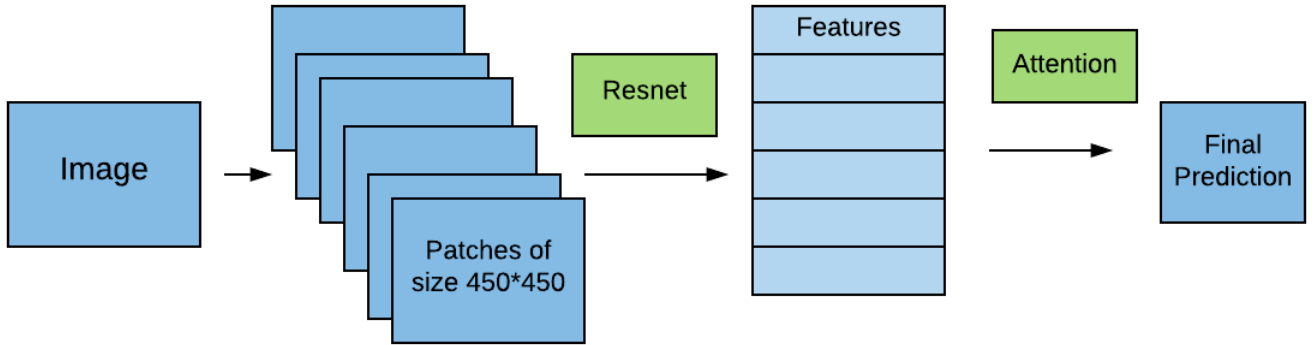 Image
Patches of
size 450*450
Resnet
Features
Attention
Final
Prediction